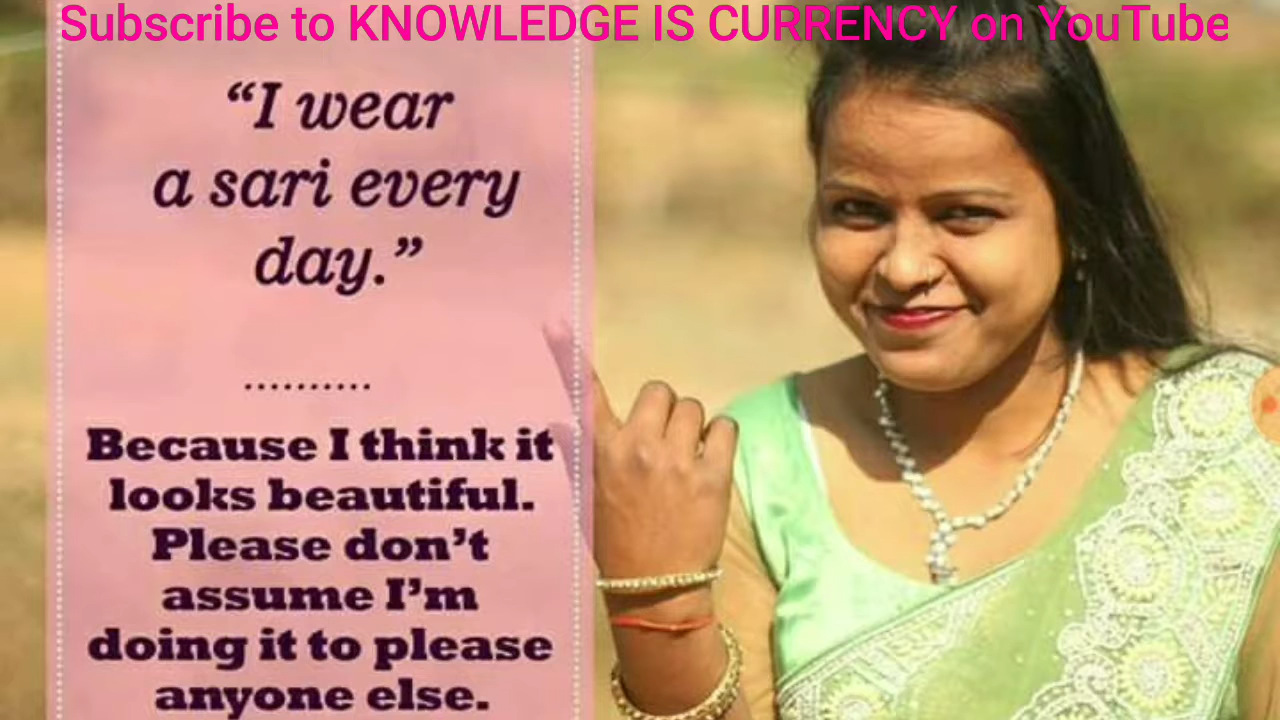 Subscribe to KNOWLEDGE IS CURRENCY on YouTube
“I wear
a sari every
day.”
..........
Because I think it
looks beautiful.
Please don’t
assume I’m
doing it to please
anyone else.